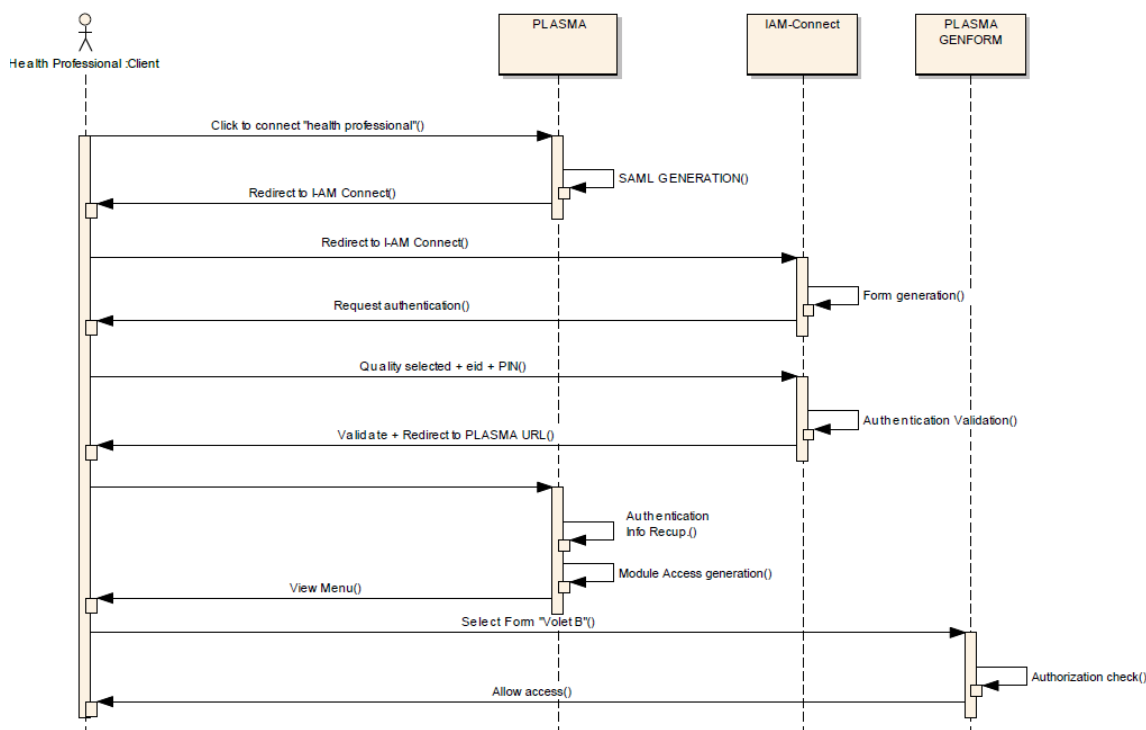 PLASMA
IAM-Connect
PLASMA
GENFORM
Health Professional :Client
Click to connect "health professional"()
SAML GENERATION()
Redirect to I-AM Connect()
Redirect to I-AM Connect()
Form generation()
Request authentication()
Quality selected + eid + PIN()
Authentication Validation()
Validate + Redirect to PLASMA URL()
Authentication
Info Recup.()
Module Access generation()
View Menu()
Select Form "Volet B"()
Authorization check()
Allow access()